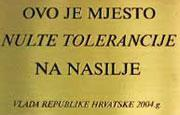 OVO JE MJESTO
NULTE TOLERANCIJE
NA NASILJE
VLADA REPUBLIKE HRVATSKE 2004.g.